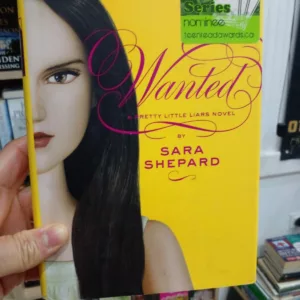 Series
nominee
teenreadawards.ca
Wanted
A PRETTY LITTLE LIARS NOVEL
BY
SARA
SHEPARD